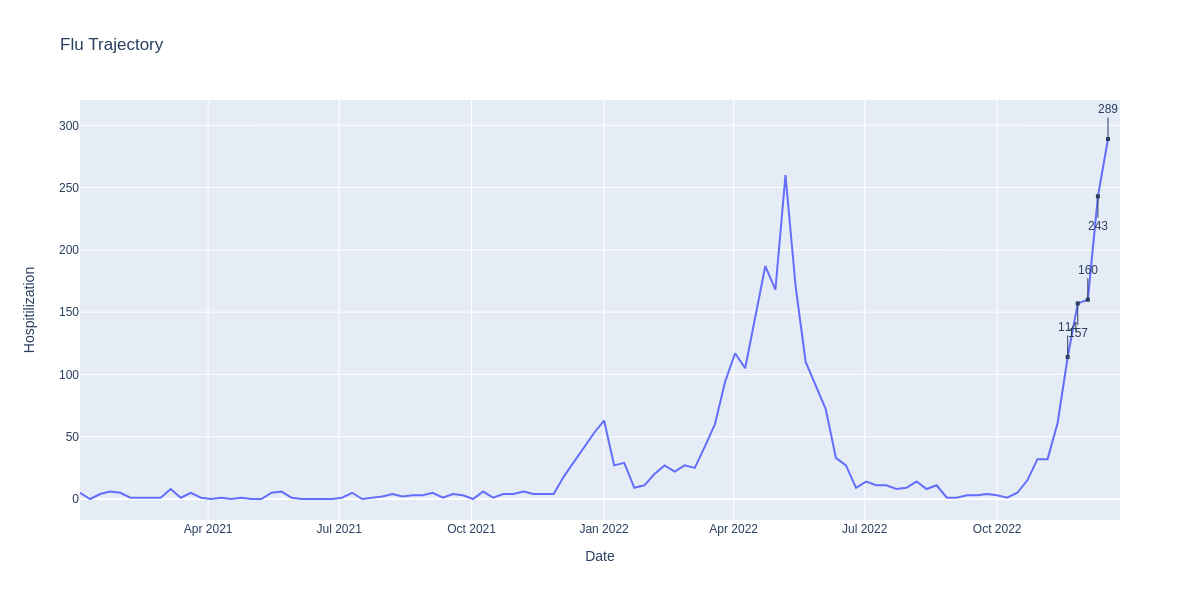 Flu Trajectory
289
300
250
243
200
160
150
114
157
100
50
0
Hospitilization
Apr 2021
Jul 2021
Oct 2021
Jan 2022
Apr 2022
Jul 2022
Oct 2022
Date